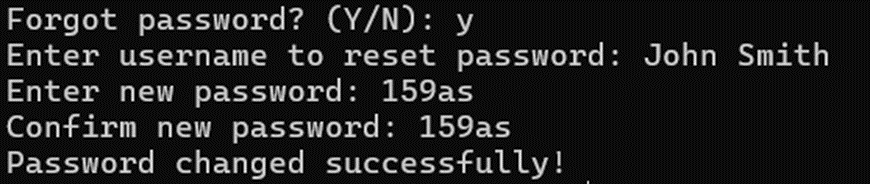 Forgot password? (Y/N): y
Enter username to reset password: John Smith
Enter new password: 159as
Confirm new password: 159as
Password changed successfully!